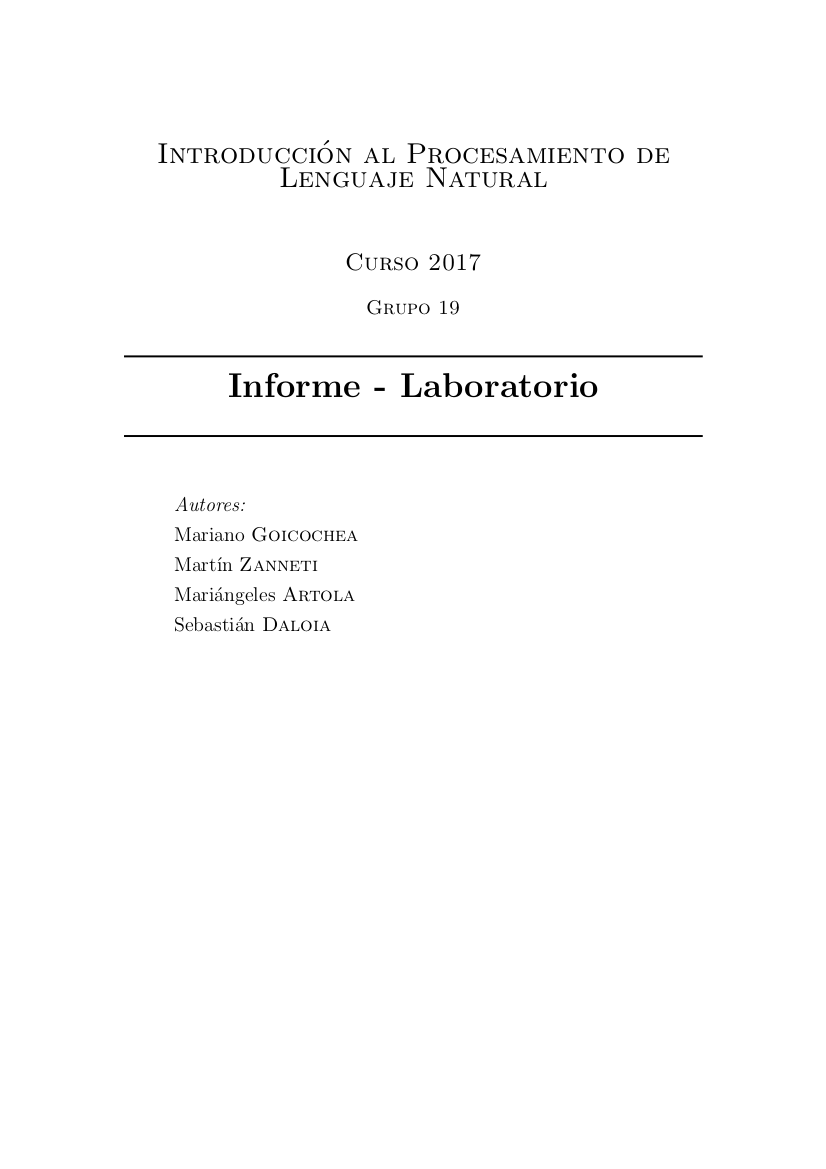 Introducción al Procesamiento de
Lenguaje Natural
Curso 2017
Grupo 19
Informe - Laboratorio
Autores:
Mariano Goicochea
Martín Zanneti
Mariángeles Artola
Sebastián Daloia